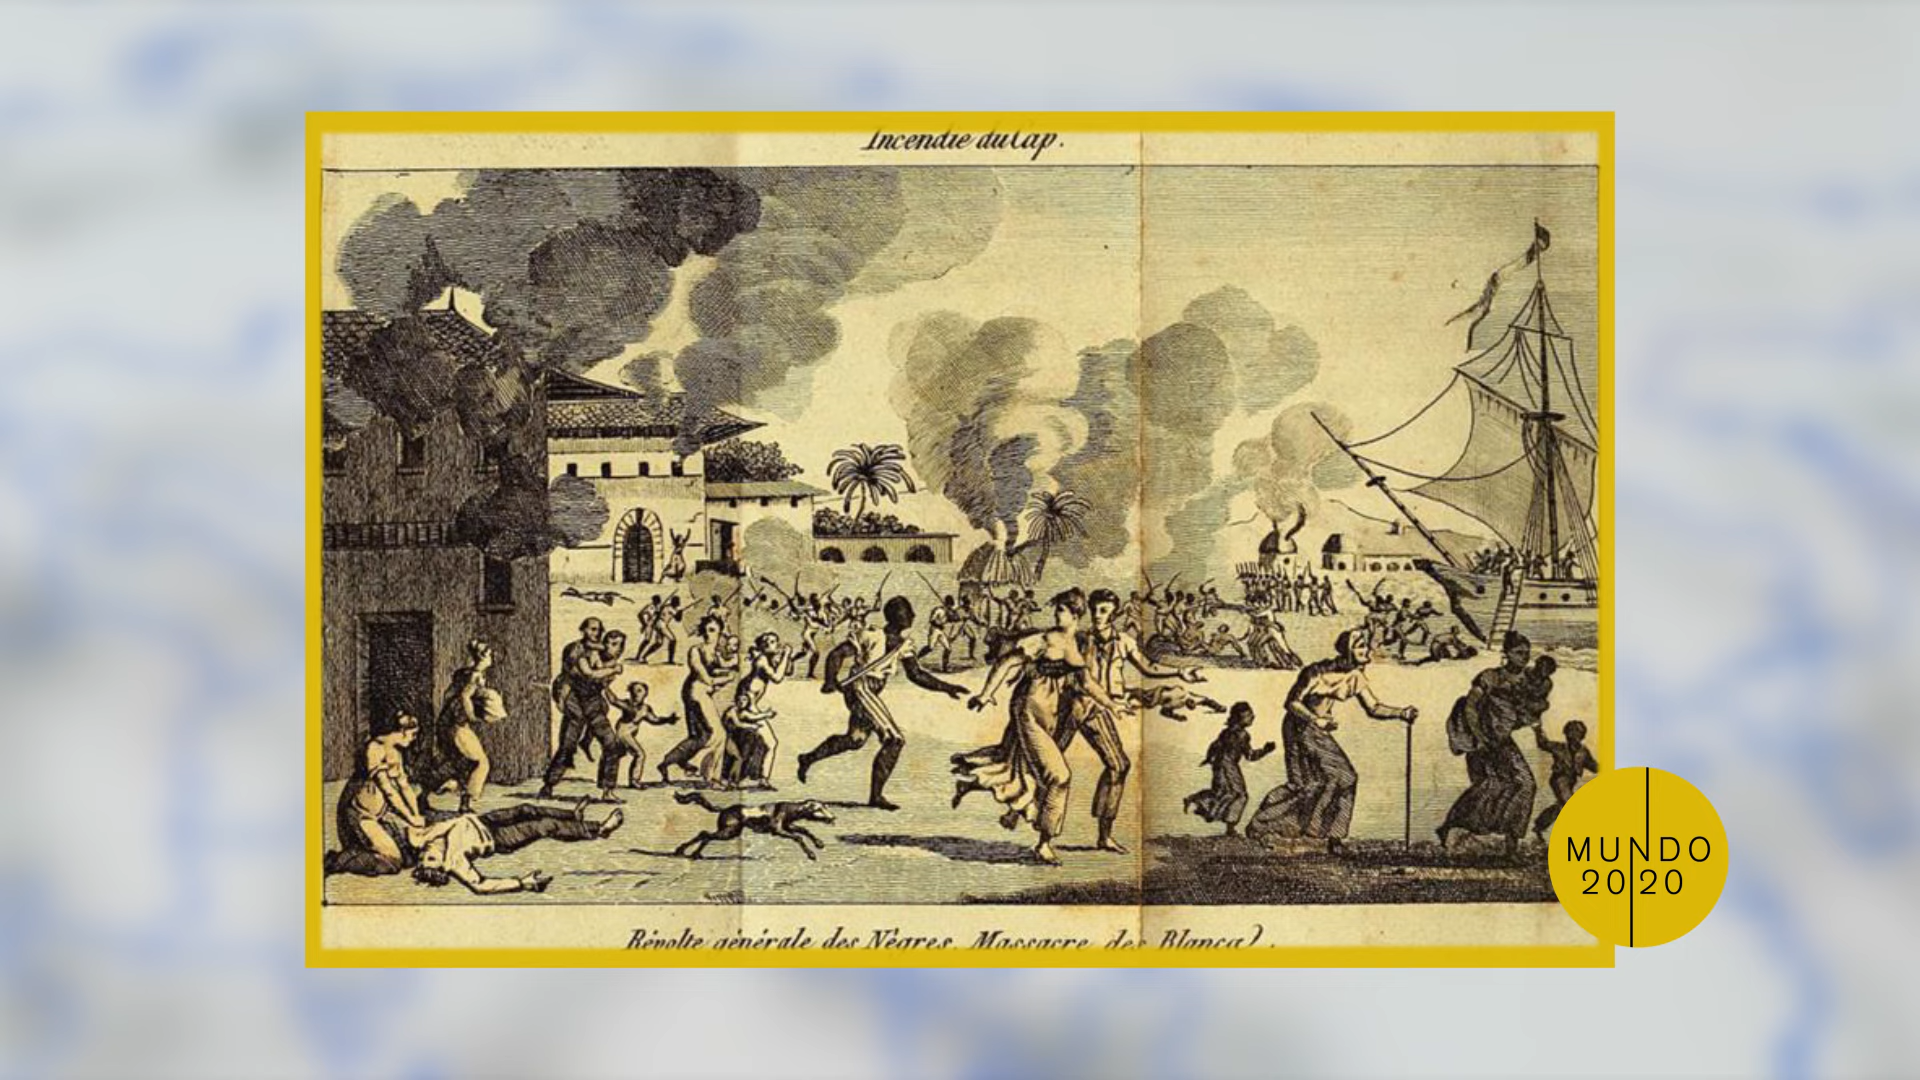 Incendie du Cap.
Révolte générale des Nègres. Massacre des Blancs.
MUNDO
2020